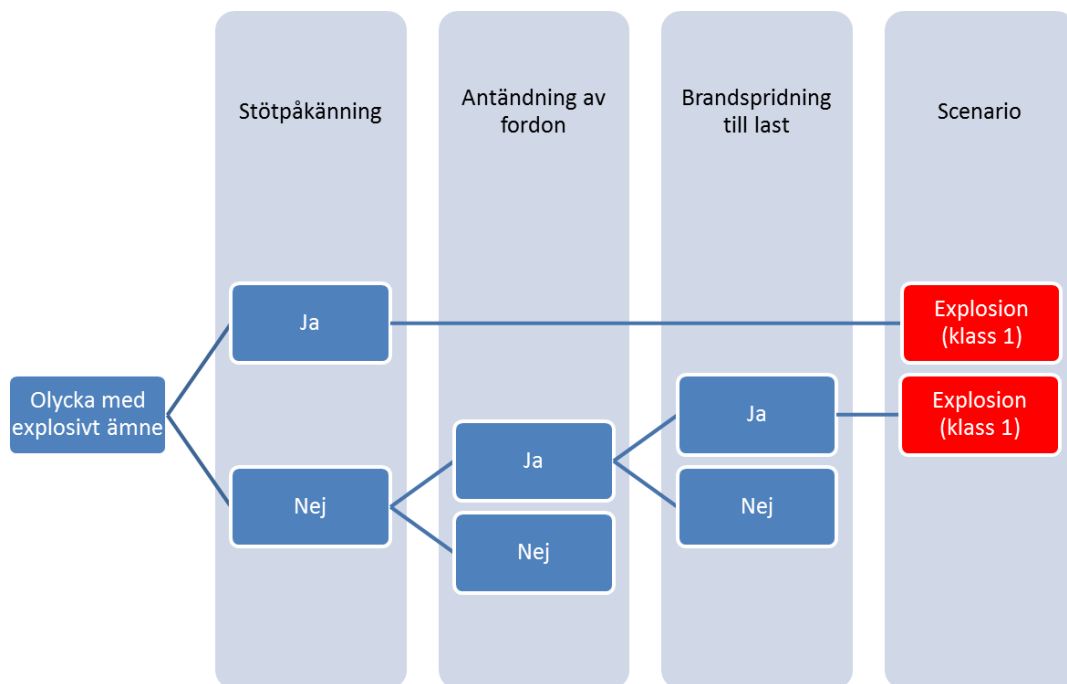 Stötpåkänning
Antändning av
fordon
Brandspridning
till last
Scenario
Ja
Explosion
(klass 1)
Olycka med
explosivt ämne
Ja
Explosion
(klass 1)
Ja
Nej
Nej
Nej